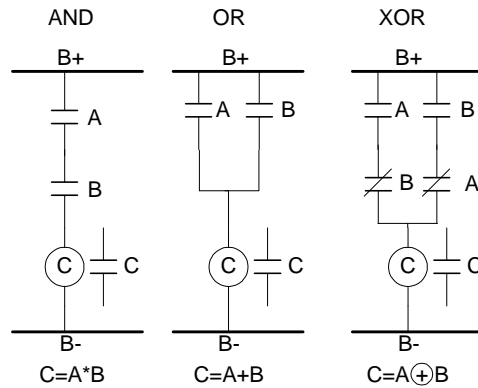 AND OR XOR
B+ B+ B+
A A B A B
B B A
C C C C C C
B- B- B-
C=A*B C=A+B C=A⊕B